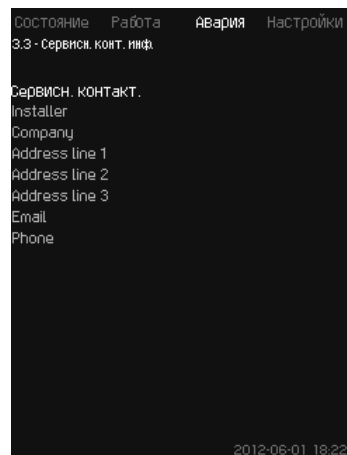 Состояние Работа Авария Настройки
3.3 - Сервисн. конт. инф.
Сервисн. контакт.
Installer
Company
Address line 1
Address line 2
Address line 3
Email
Phone
2012-06-01 18:22